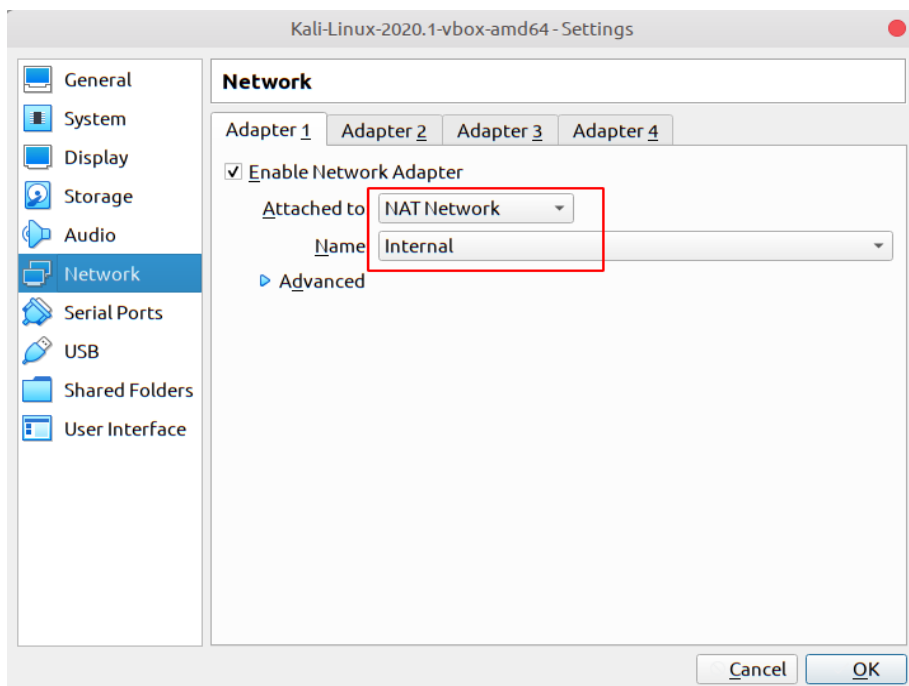 Kali-Linux-2020.1-vbox-amd64 - Settings
General
System
Display
Storage
Audio
Network
Serial Ports
USB
Shared Folders
User Interface
Network
Adapter 1 Adapter 2 Adapter 3 Adapter 4
Enable Network Adapter
Attached to NAT Network
Name Internal
Advanced
Cancel OK